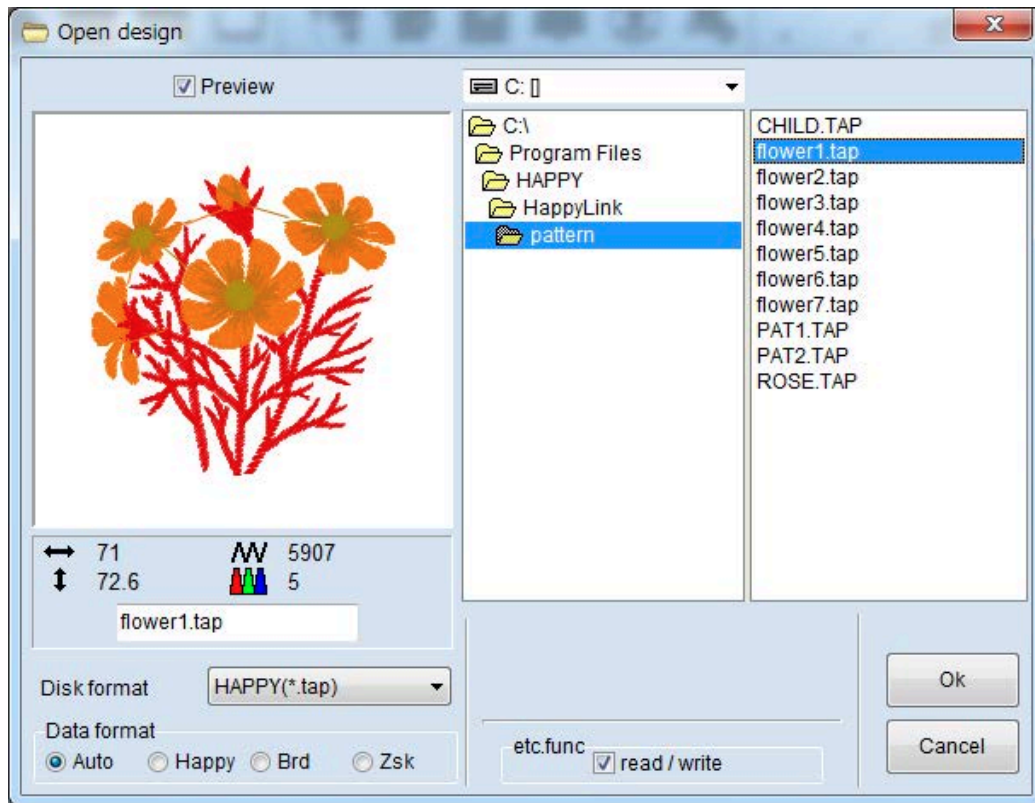 Open design
Preview
C: []
C:\
Program Files
HAPPY
HappyLink
pattern
CHILD.TAP
flower1.tap
flower2.tap
flower3.tap
flower4.tap
flower5.tap
flower6.tap
flower7.tap
PAT1.TAP
PAT2.TAP
ROSE.TAP
71 5907
72.6 5
flower1.tap
Disk format HAPPY(*.tap)
Data format
Auto Happy Brd Zsk
etc.func
read / write
Ok
Cancel